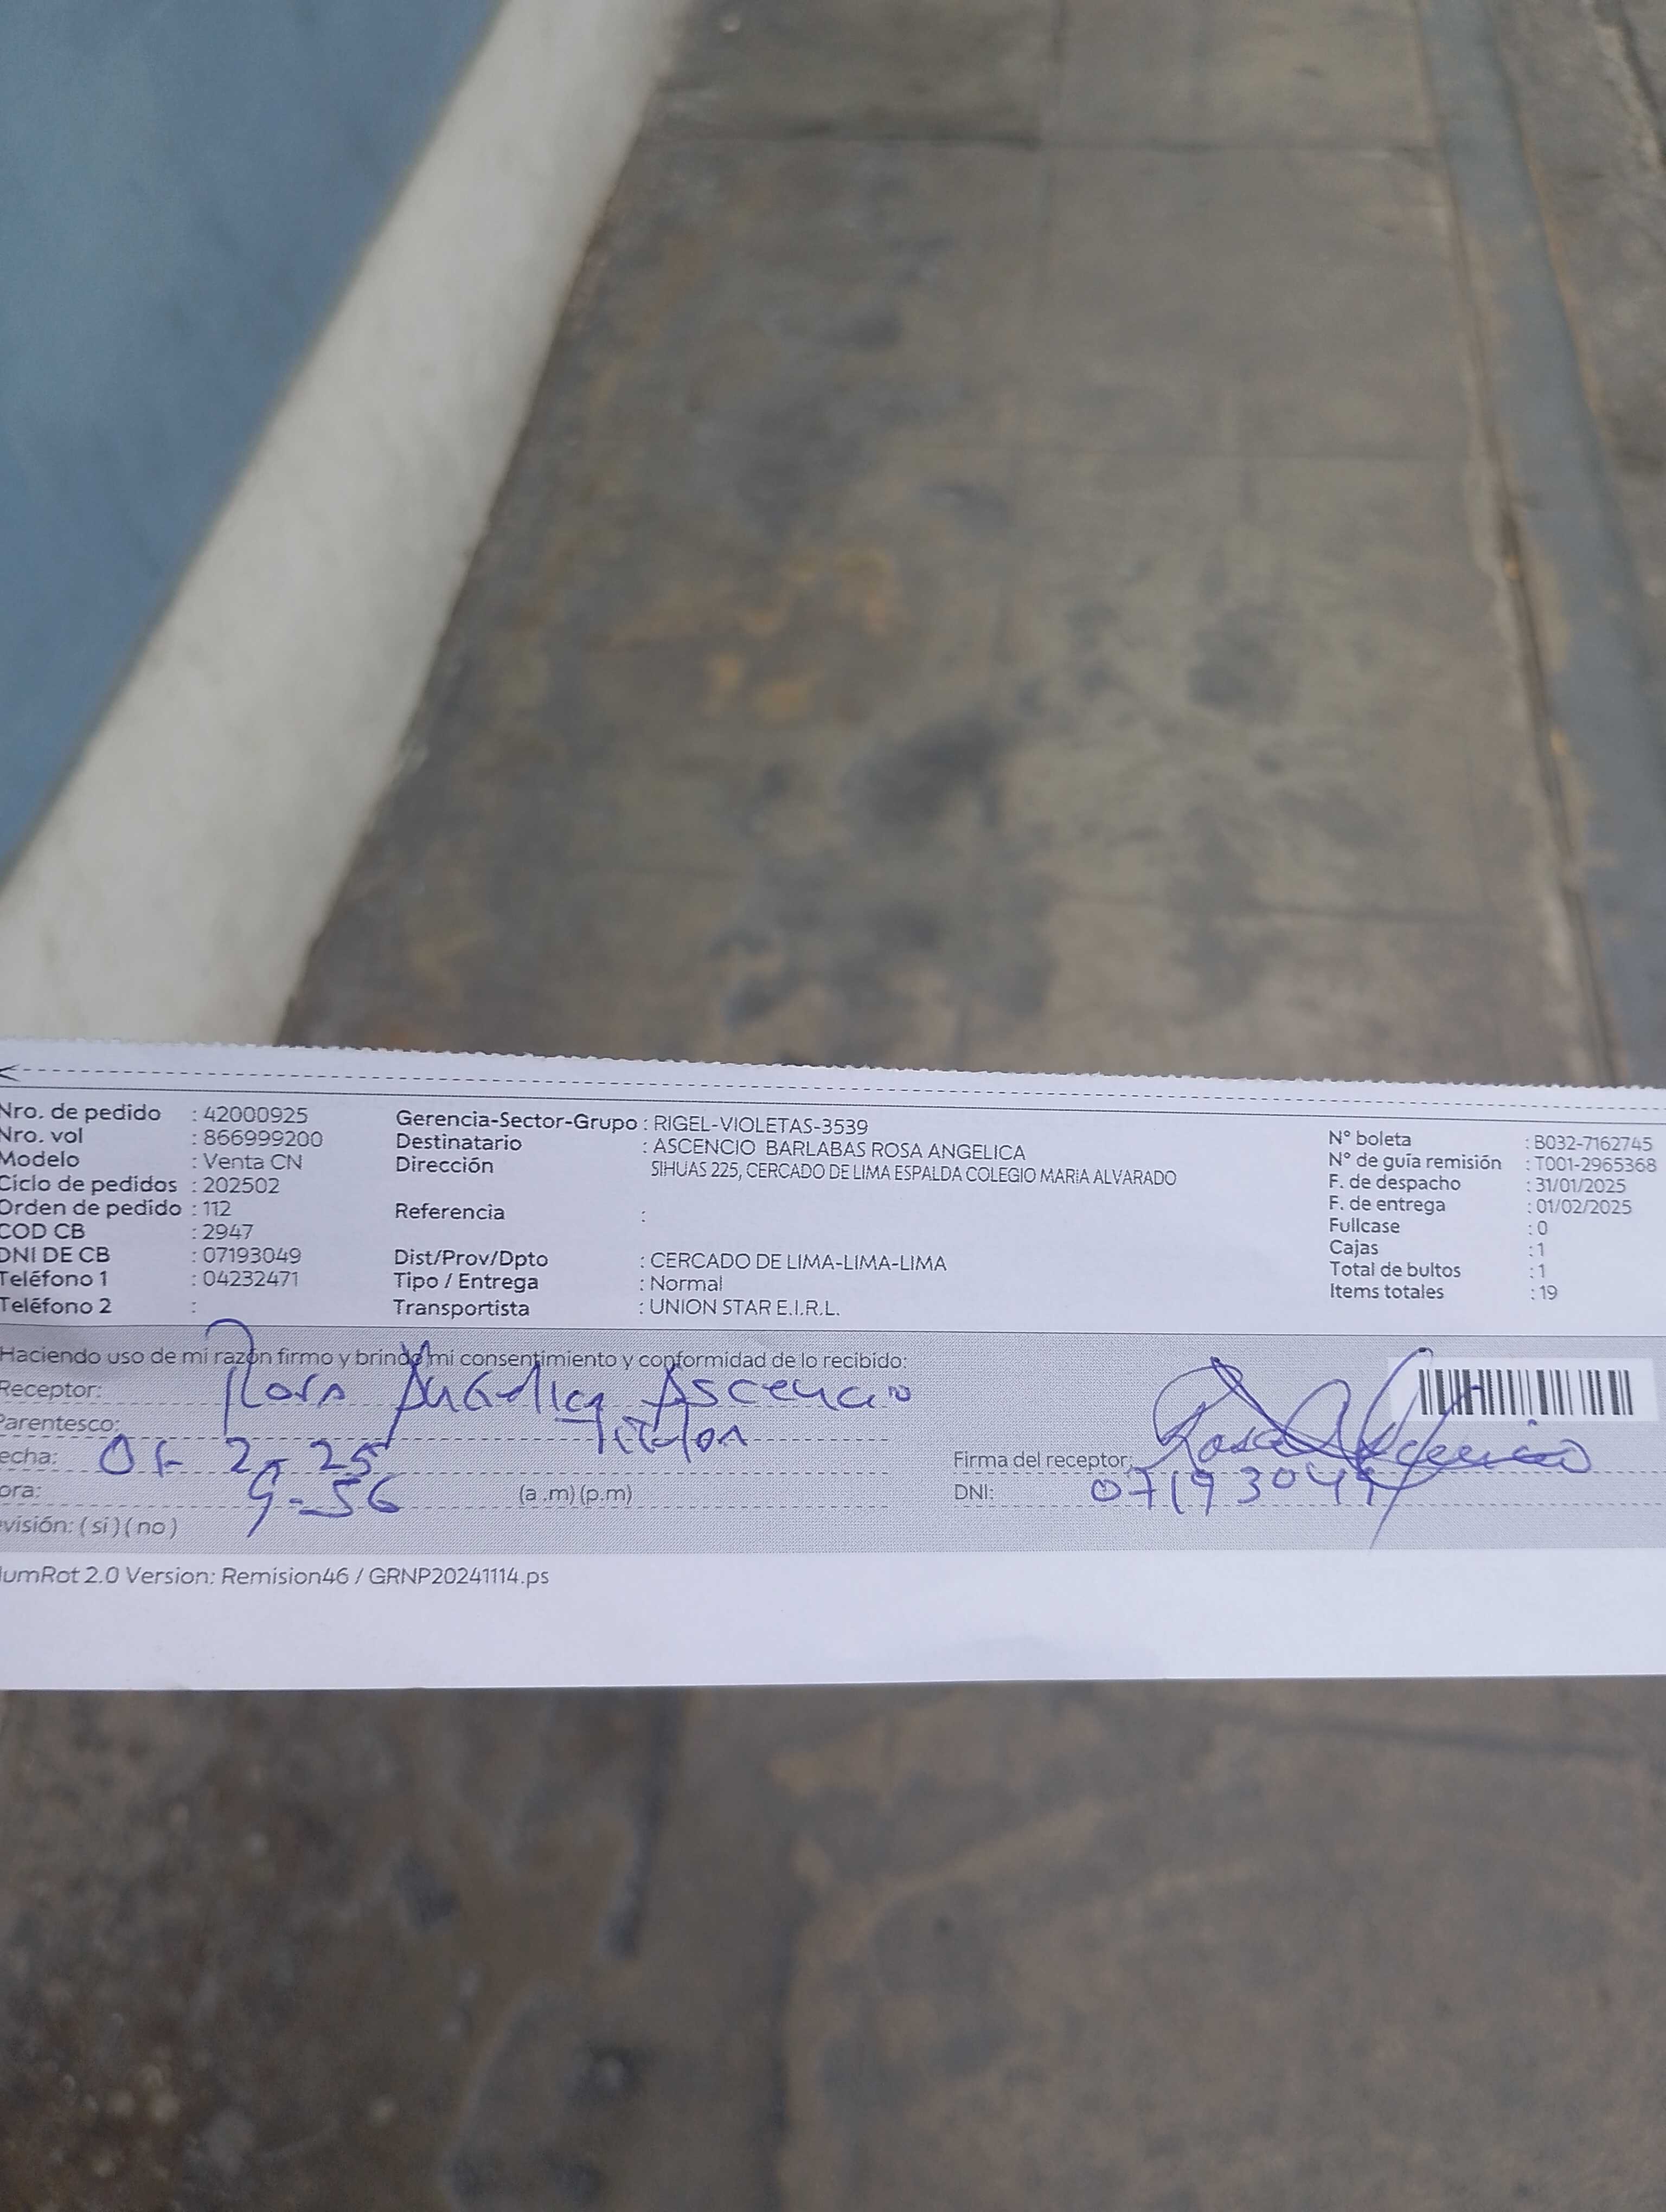 Nro. de pedido : 42000925
Nro. vol : 866999200
Modelo : Venta CN
Ciclo de pedidos : 202502
Orden de pedido : 112
COD CB : 2947
DNI DE CB : 07193049
Teléfono 1 : 04232471
Teléfono 2 :
Gerencia-Sector-Grupo : RIGEL-VIOLETAS-3539
Destinatario : ASCENCIO BARLABAS ROSA ANGELICA
Dirección SIHUAS 225, CERCADO DE LIMA ESPALDA COLEGIO MARiA ALVARADO
Referencia :
Dist/Prov/Dpto : CERCADO DE LIMA-LIMA-LIMA
Tipo / Entrega : Normal
Transportista : UNION STAR E.I.R.L.
N° boleta : B032-7162745
N° de guía remisión : T001-2965368
F. de despacho : 31/01/2025
F. de entrega : 01/02/2025
Fullcase : 0
Cajas : 1
Total de bultos : 1
Items totales : 19
Haciendo uso de mi razón firmo y brindo mi consentimiento y conformidad de lo recibido:
Receptor: Rosa Angelica Ascencio
Parentesco:
echa: 01- 2- 25
ora: 9-56 (a .m) (p.m)
evisión: ( si ) ( no )
Firma del receptor: Rosa Ascencio
DNI: 07193049
umRot 2.0 Version: Remision46 / GRNP20241114.ps